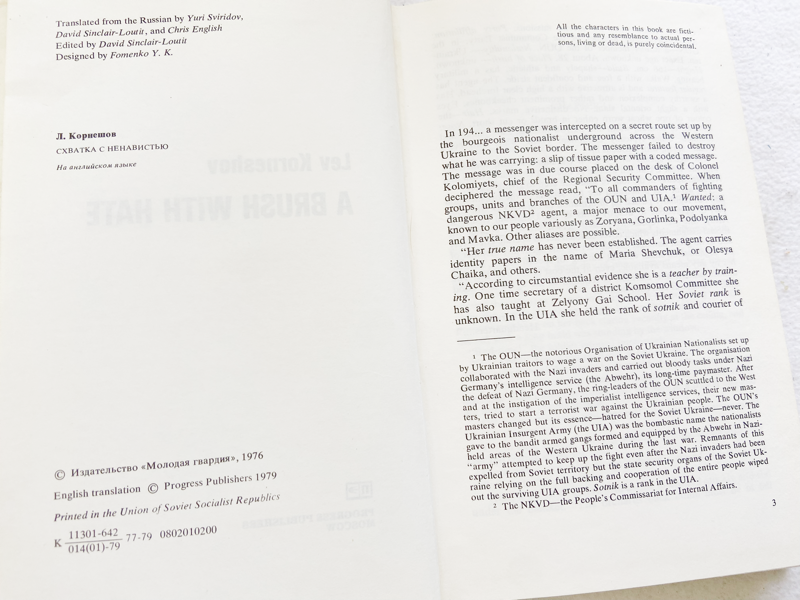 Translated from the Russian by Yuri Sviridov,
David Sinclair-Louit, and Chris English
Edited by David Sinclair-Louit
Designed by Fomenko Y. K.
Л. Корнешов
СХВАТКА С НЕНАВИСТЬЮ
На английском языке
Lev Korneshov
A BRUSH WITH HATE
© Издательство «Молодая гвардия», 1976
English translation © Progress Publishers 1979
Printed in the Union of Soviet Socialist Republics
К 11301-642
014(01)-79 77-79 0802010200
All the characters in this book are ficti-
tious and any resemblance to actual per-
sons, living or dead, is purely coincidental.
In 194... a messenger was intercepted on a secret route set up by
the bourgeois nationalist underground across the Western
Ukraine to the Soviet border. The messenger failed to destroy
what he was carrying: a slip of tissue paper with a coded message.
The message was in due course placed on the desk of Colonel
Kolomiyets, chief of the Regional Security Committee. When
deciphered the message read, “To all commanders of fighting
groups, units and branches of the OUN and UIA.¹ Wanted: a
dangerous NKVD² agent, a major menace to our movement,
known to our people variously as Zoryana, Gorlinka, Podolyanka
and Mavka. Other aliases are possible.
“Her true name has never been established. The agent carries
identity papers in the name of Maria Shevchuk, or Olesya
Chaika, and others.
“According to circumstantial evidence she is a teacher by train-
ing. One time secretary of a district Komsomol Committee she
has also taught at Zelyony Gai School. Her Soviet rank is
unknown. In the UIA she held the rank of sotnik and courier of
¹ The OUN—the notorious Organisation of Ukrainian Nationalists set up
by Ukrainian traitors to wage a war on the Soviet Ukraine. The organisation
collaborated with the Nazi invaders and carried out bloody tasks under Nazi
Germany's intelligence service (the Abwehr), its long-time paymaster. After
the defeat of Nazi Germany, the ring-leaders of the OUN scuttled to the West
and at the instigation of the imperialist intelligence services, their new mas-
ters, tried to start a terrorist war against the Ukrainian people. The OUN's
masters changed but its essence—hatred for the Soviet Ukraine—never. The
Ukrainian Insurgent Army (the UIA) was the bombastic name the nationalists
gave to the bandit armed gangs formed and equipped by the Abwehr in Nazi-
held areas of the Western Ukraine during the last war. Remnants of this
“army” attempted to keep up the fight even after the Nazi invaders had been
expelled from Soviet territory but the state security organs of the Soviet Uk-
raine relying on the full backing and cooperation of the entire people wiped
out the surviving UIA groups. Sotnik is a rank in the UIA.
² The NKVD—the People's Commissariat for Internal Affairs.
3